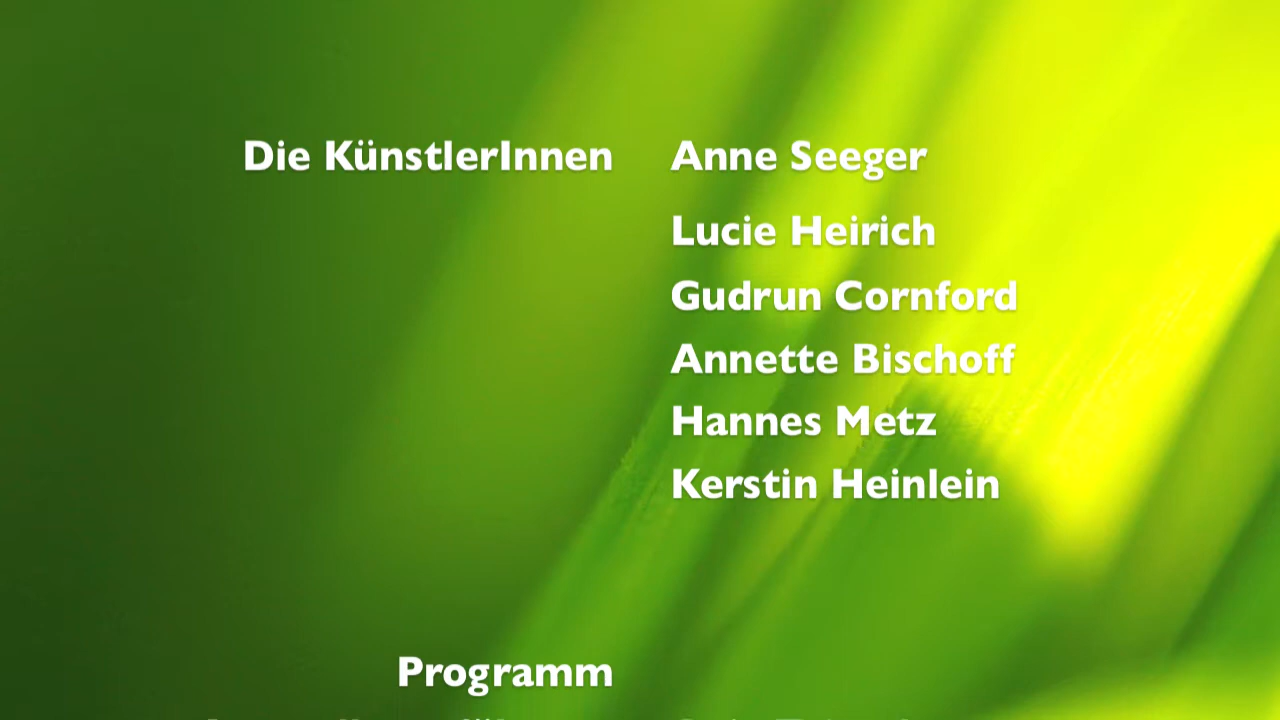 Die KünstlerInnen Anne Seeger
Lucie Heirich
Gudrun Cornford
Annette Bischoff
Hannes Metz
Kerstin Heinlein
Programm